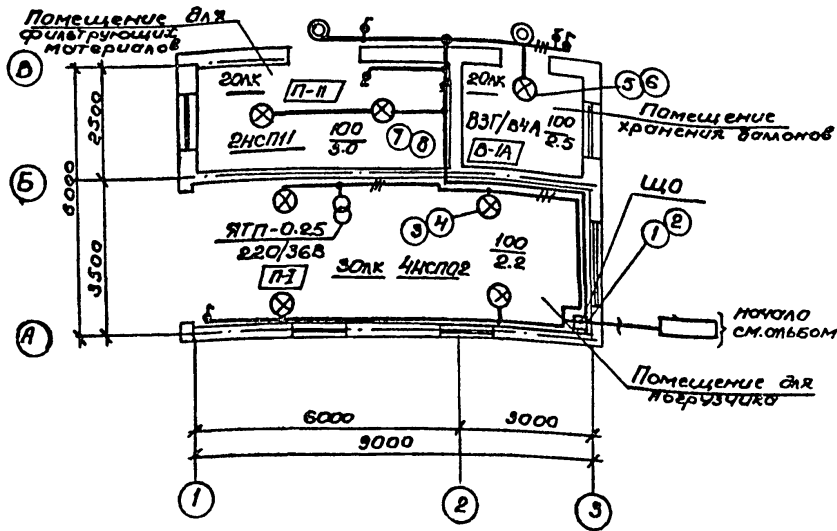 Помещение для
фильтрующих
материалов
В
20лк
П-II
20лк
5 6
2500
2НСП11
100
3.0
7 8
ВЗГ/В4А
100
2.5
Помещение
хранения баллонов
В-1А
Б
6000
ЩО
3 4
1 2
ЯТП-0.25
220/36В
П-I
30лк
4НСП02
100
2.2
3500
А
начало
см.альбом
Помещение для
погрузчика
6000
3000
9000
1
2
3